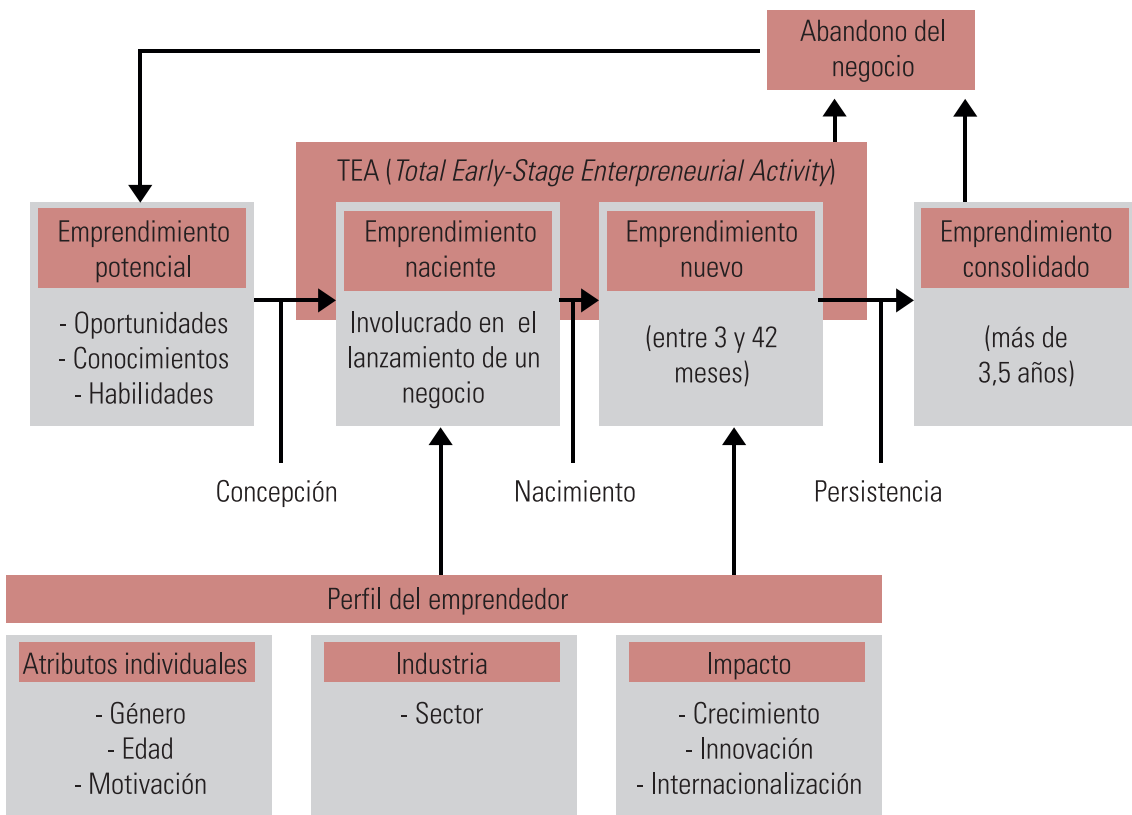 Abandono del
negocio
TEA (Total Early-Stage Enterpreneurial Activity)
Emprendimiento
potencial
- Oportunidades
- Conocimientos
- Habilidades
Emprendimiento
naciente
Involucrado en el
lanzamiento de un
negocio
Emprendimiento
nuevo
(entre 3 y 42
meses)
Emprendimiento
consolidado
(más de
3,5 años)
Concepción
Nacimiento
Persistencia
Perfil del emprendedor
Atributos individuales
- Género
- Edad
- Motivación
Industria
- Sector
Impacto
- Crecimiento
- Innovación
- Internacionalización